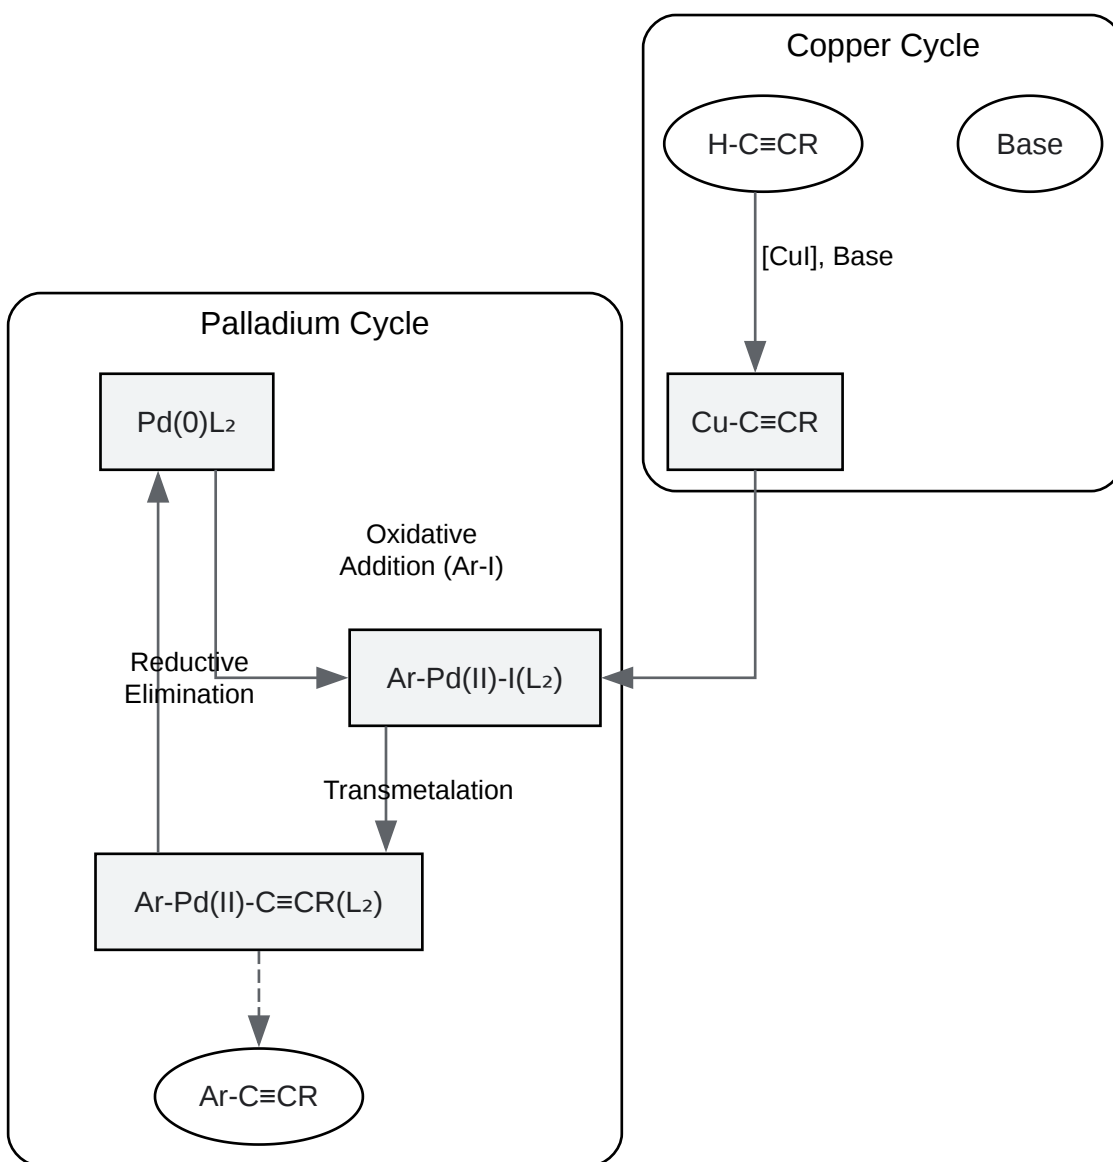 Copper Cycle
H-C≡CR
Base
[CuI], Base
Palladium Cycle
Pd(0)L₂
Cu-C≡CR
Oxidative
Addition (Ar-I)
Reductive
Elimination
Ar-Pd(II)-I(L₂)
Transmetalation
Ar-Pd(II)-C≡CR(L₂)
Ar-C≡CR